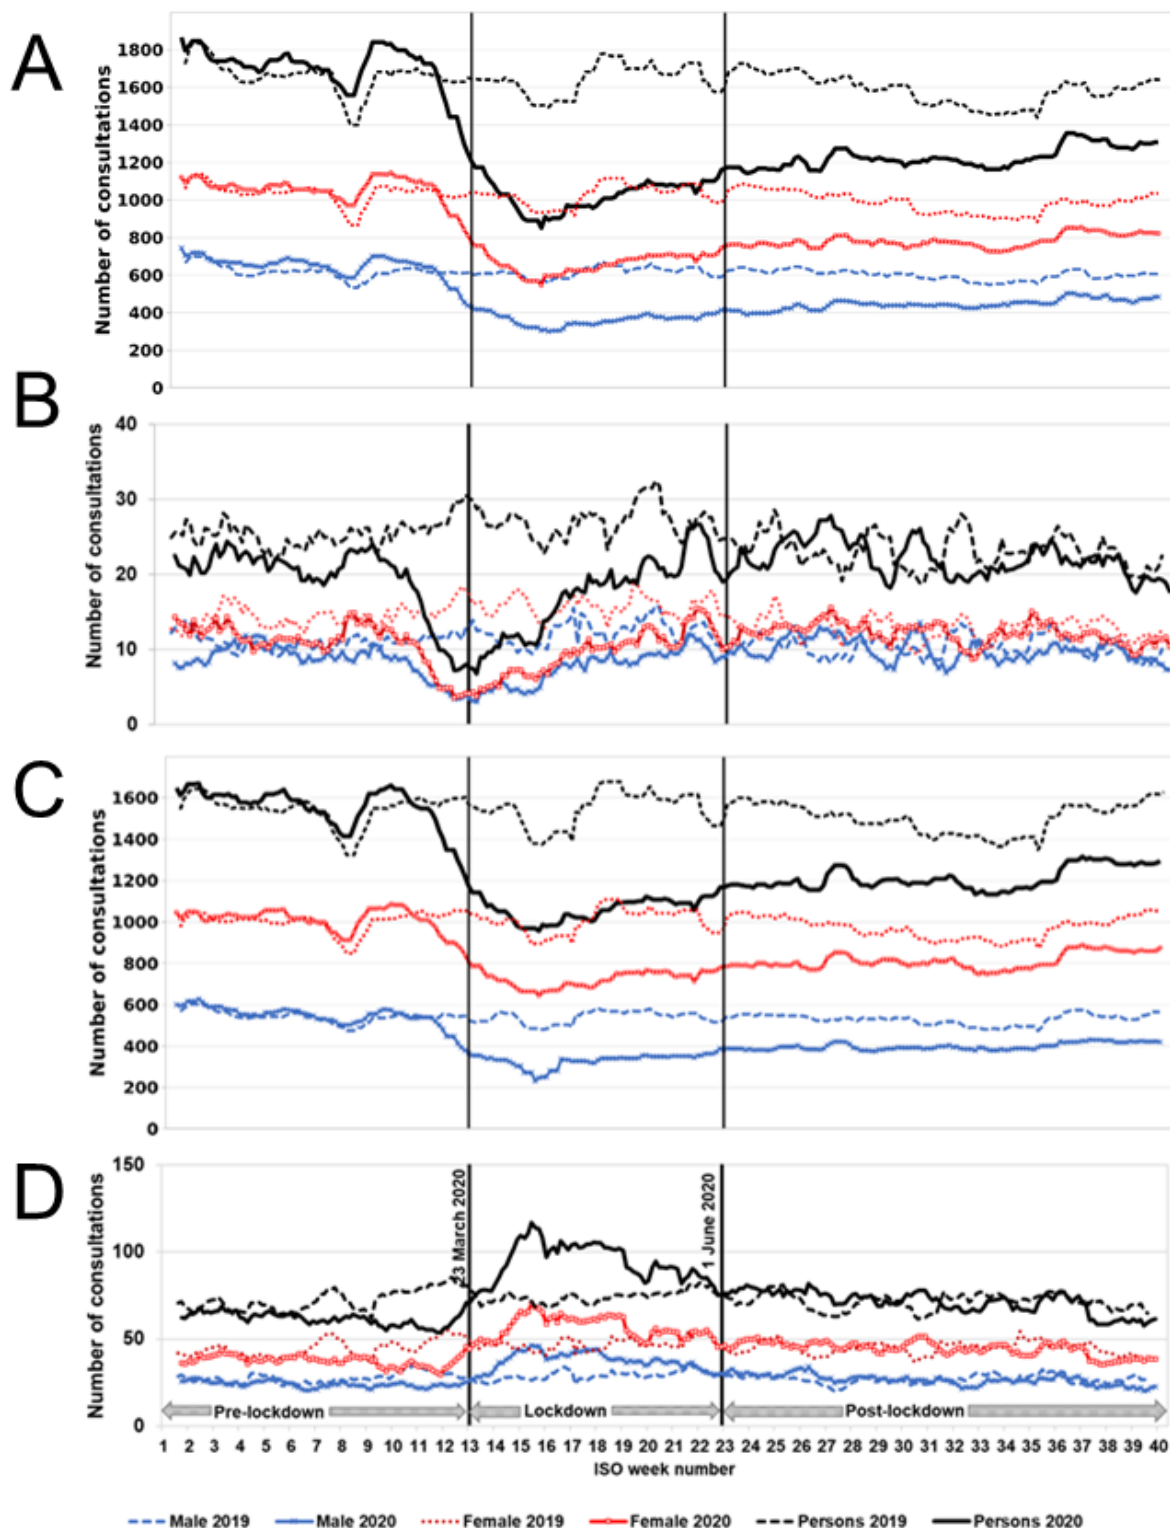 A
Number of consultations
1800
1600
1400
1200
1000
800
600
400
200
0
B
Number of consultations
40
30
20
10
0
C
Number of consultations
1600
1400
1200
1000
800
600
400
200
0
D
Number of consultations
150
100
50
0
23 March 2020
1 June 2020
Pre-lockdown Lockdown Post-lockdown
1 2 3 4 5 6 7 8 9 10 11 12 13 14 15 16 17 18 19 20 21 22 23 24 25 26 27 28 29 30 31 32 33 34 35 36 37 38 39 40
ISO week number
Male 2019 Male 2020 Female 2019 Female 2020 Persons 2019 Persons 2020